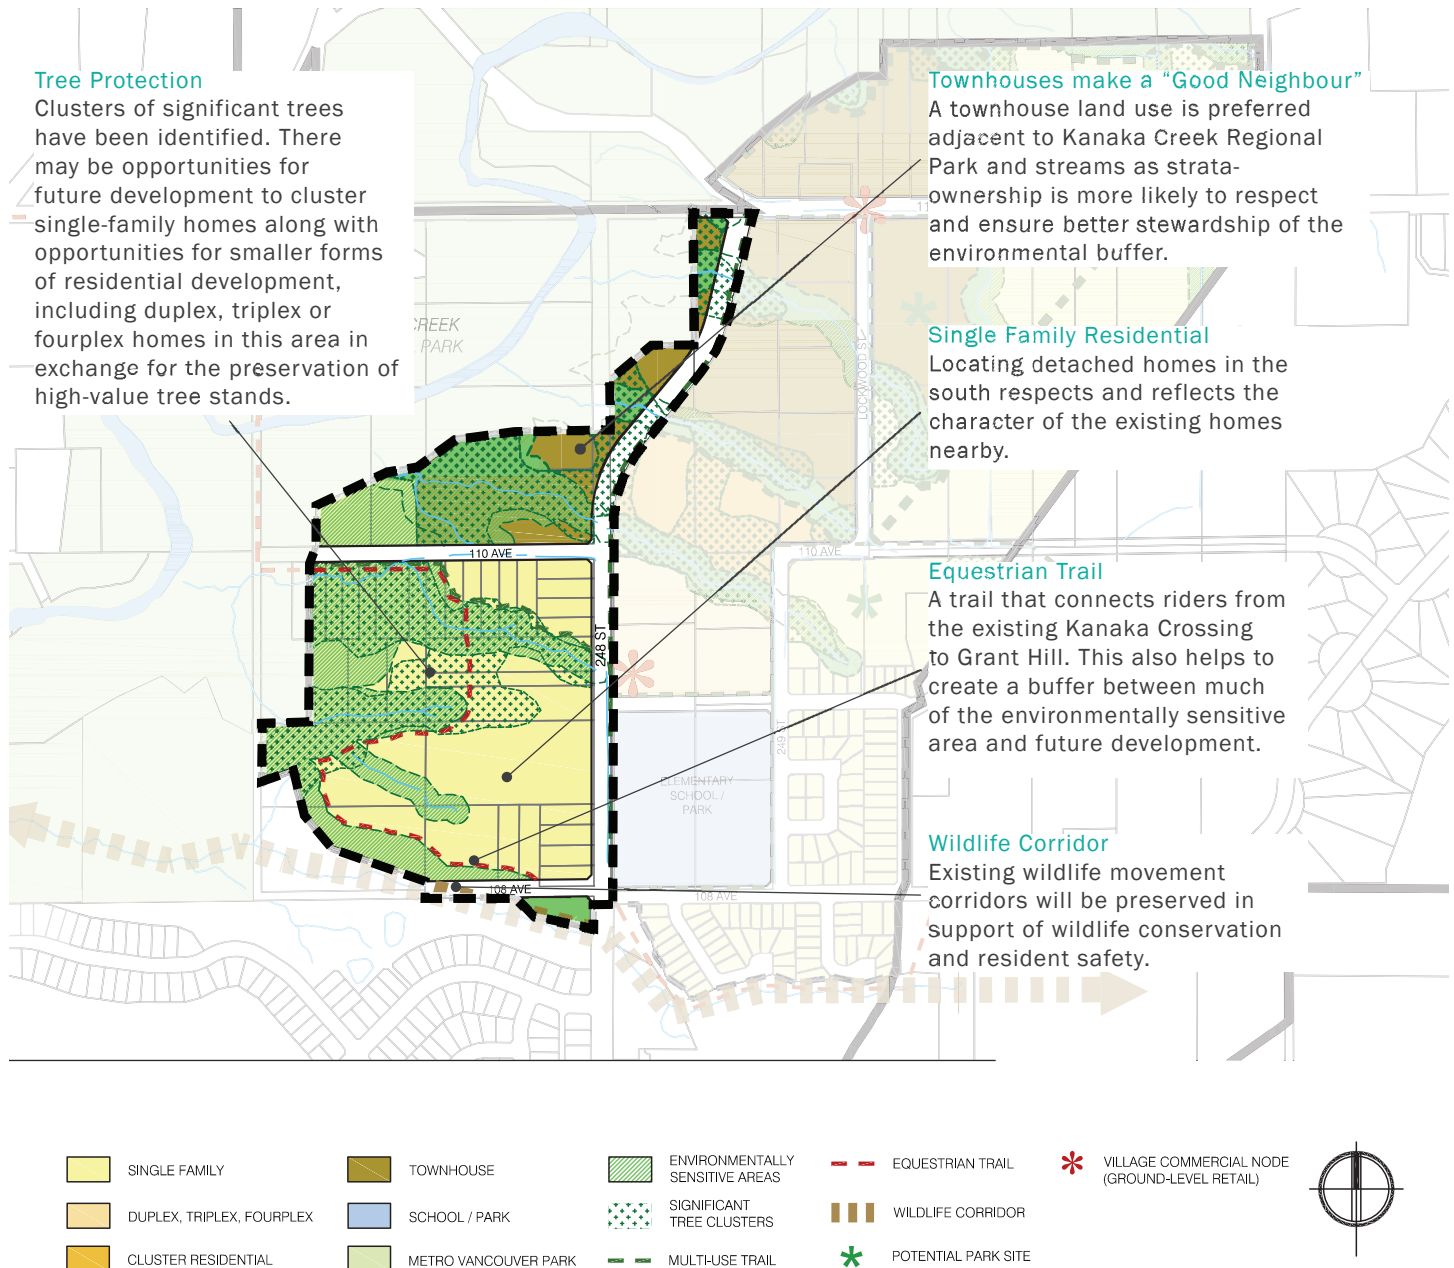 Tree Protection
Clusters of significant trees
have been identified. There
may be opportunities for
future development to cluster
single-family homes along with
opportunities for smaller forms
of residential development,
including duplex, triplex or
fourplex homes in this area in
exchange for the preservation of
high-value tree stands.
Townhouses make a “Good Neighbour”
A townhouse land use is preferred
adjacent to Kanaka Creek Regional
Park and streams as strata-
ownership is more likely to respect
and ensure better stewardship of the
environmental buffer.
Single Family Residential
Locating detached homes in the
south respects and reflects the
character of the existing homes
nearby.
Equestrian Trail
A trail that connects riders from
the existing Kanaka Crossing
to Grant Hill. This also helps to
create a buffer between much
of the environmentally sensitive
area and future development.
Wildlife Corridor
Existing wildlife movement
corridors will be preserved in
support of wildlife conservation
and resident safety.
CREEK
PARK
LOCKWOOD ST
110 AVE
110 AVE
248 ST
249 ST
ELEMENTARY
SCHOOL /
PARK
108 AVE
108 AVE
SINGLE FAMILY
DUPLEX, TRIPLEX, FOURPLEX
CLUSTER RESIDENTIAL
TOWNHOUSE
SCHOOL / PARK
METRO VANCOUVER PARK
ENVIRONMENTALLY
SENSITIVE AREAS
SIGNIFICANT
TREE CLUSTERS
MULTI-USE TRAIL
EQUESTRIAN TRAIL
WILDLIFE CORRIDOR
POTENTIAL PARK SITE
VILLAGE COMMERCIAL NODE
(GROUND-LEVEL RETAIL)